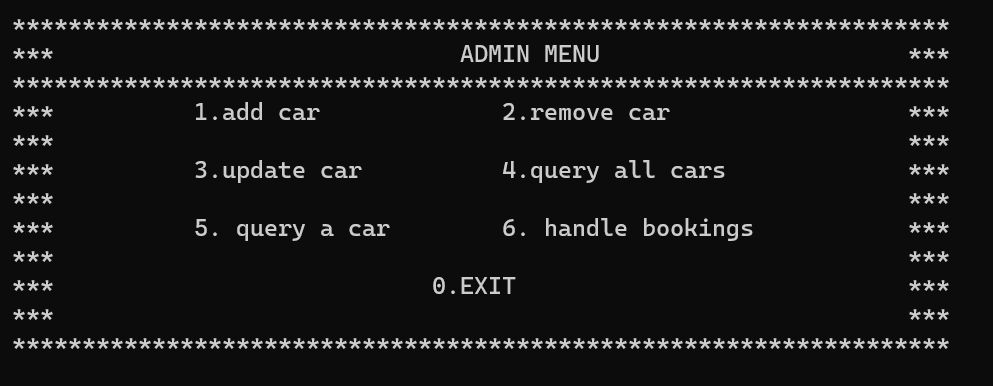 *******************************************************************
***                             ADMIN MENU                      ***
*******************************************************************
***          1.add car             2.remove car                 ***
***                                                             ***
***          3.update car          4.query all cars             ***
***                                                             ***
***          5. query a car        6. handle bookings           ***
***                                                             ***
***                           0.EXIT                            ***
***                                                             ***
*******************************************************************